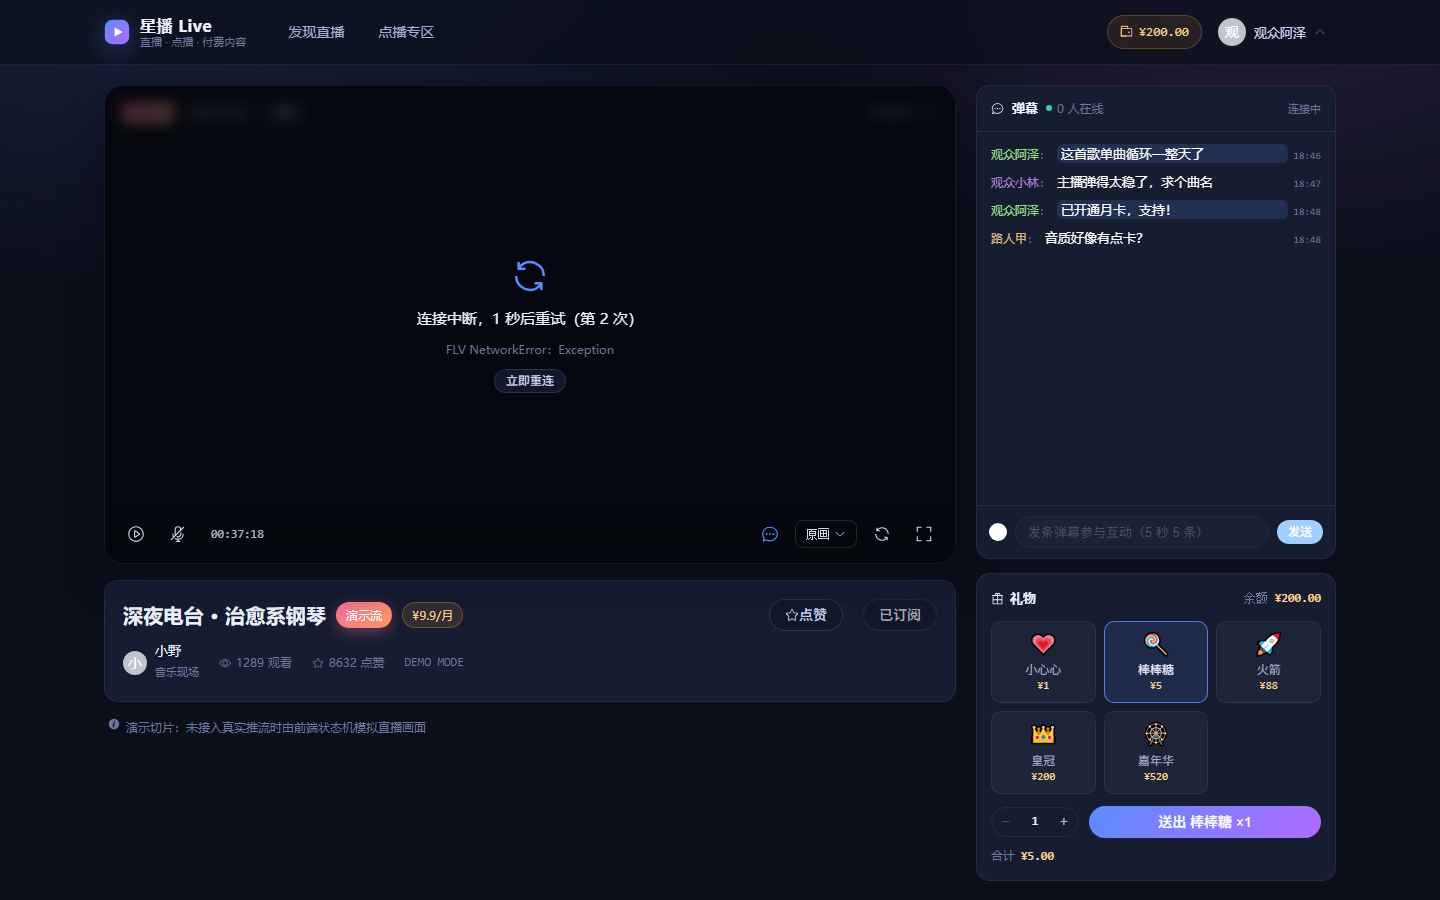 星播 Live
直播 · 点播 · 付费内容
发现直播
点播专区
¥200.00
观
观众阿泽
连接中断，1 秒后重试（第 2 次）
FLV NetworkError：Exception
立即重连
00:37:18
原画
深夜电台・治愈系钢琴
演示流
¥9.9/月
点赞
已订阅
小
小野
音乐现场
1289 观看
8632 点赞
DEMO MODE
演示切片：未接入真实推流时由前端状态机模拟直播画面
弹幕
0 人在线
连接中
观众阿泽： 这首歌单曲循环一整天了 18:46
观众小林： 主播弹得太稳了，求个曲名 18:47
观众阿泽： 已开通月卡，支持！ 18:48
路人甲： 音质好像有点卡？ 18:48
发条弹幕参与互动（5 秒 5 条）
发送
礼物
余额 ¥200.00
小心心
¥1
棒棒糖
¥5
火箭
¥88
皇冠
¥200
嘉年华
¥520
− 1 +
送出 棒棒糖 ×1
合计 ¥5.00